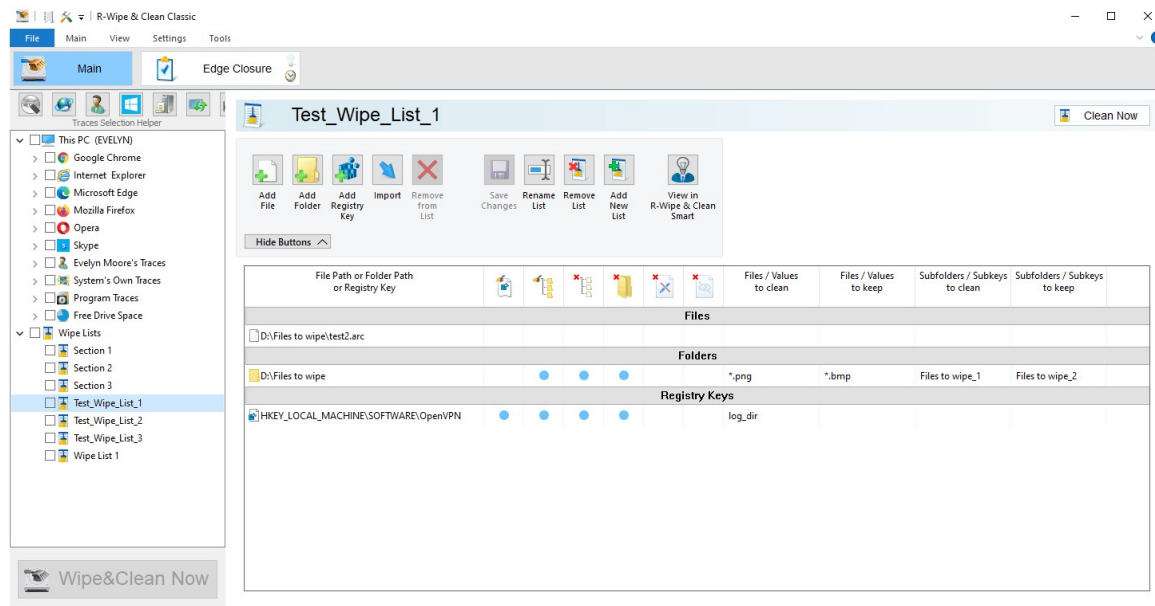 R-Wipe & Clean Classic
File Main View Settings Tools
Main Edge Closure
Traces Selection Helper
This PC (EVELYN)
Google Chrome
Internet Explorer
Microsoft Edge
Mozilla Firefox
Opera
Skype
Evelyn Moore's Traces
System's Own Traces
Program Traces
Free Drive Space
Wipe Lists
Section 1
Section 2
Section 3
Test_Wipe_List_1
Test_Wipe_List_2
Test_Wipe_List_3
Wipe List 1
Wipe&Clean Now
Test_Wipe_List_1
Clean Now
Add File
Add Folder
Add Registry Key
Import
Remove from List
Save Changes
Rename List
Remove List
Add New List
View in R-Wipe & Clean Smart
Hide Buttons
File Path or Folder Path or Registry Key
Files / Values to clean
Files / Values to keep
Subfolders / Subkeys to clean
Subfolders / Subkeys to keep
Files
D:\Files to wipe\test2.arc
Folders
D:\Files to wipe *.png *.bmp Files to wipe_1 Files to wipe_2
Registry Keys
HKEY_LOCAL_MACHINE\SOFTWARE\OpenVPN log_dir